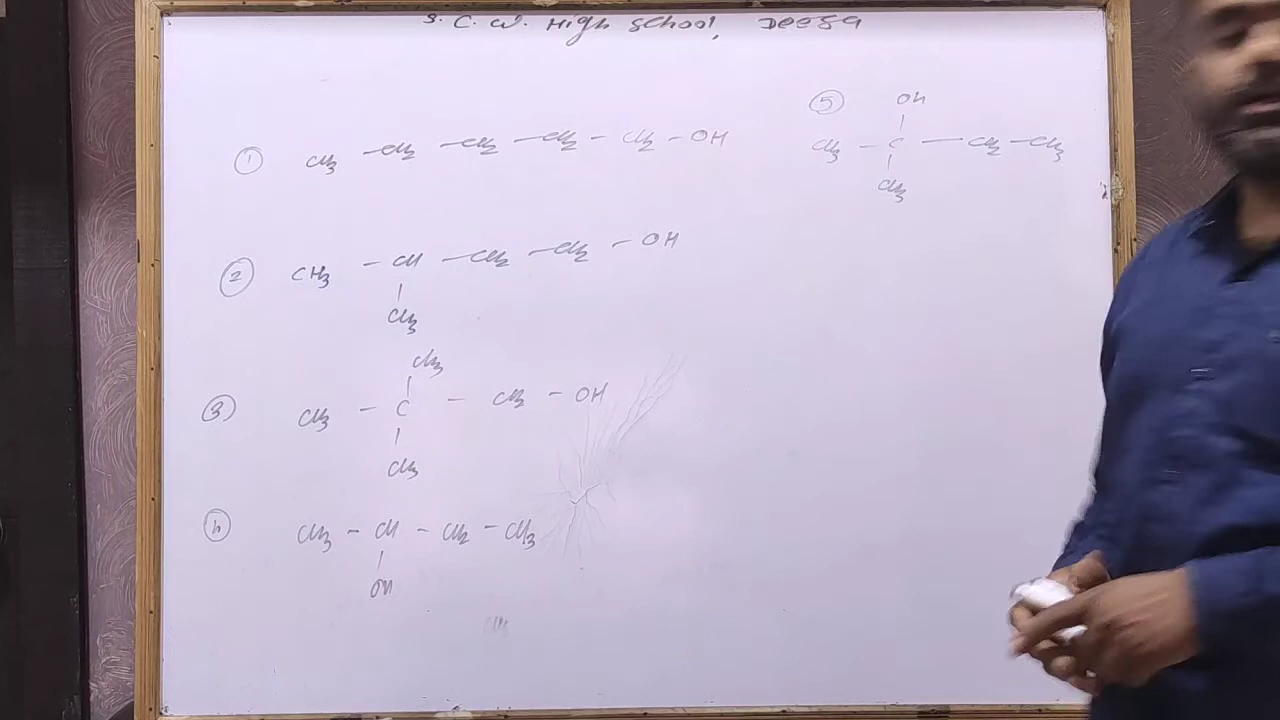 S. C. W. High School, Deesa
① CH3 - CH2 - CH2 - CH2 - CH2 - OH
② CH3 - CH - CH2 - CH2 - OH
CH3
CH3
③ CH3 - C - CH2 - OH
CH3
④ CH3 - CH - CH2 - CH3
OH
⑤ OH
CH3 - C - CH2 - CH3
CH3